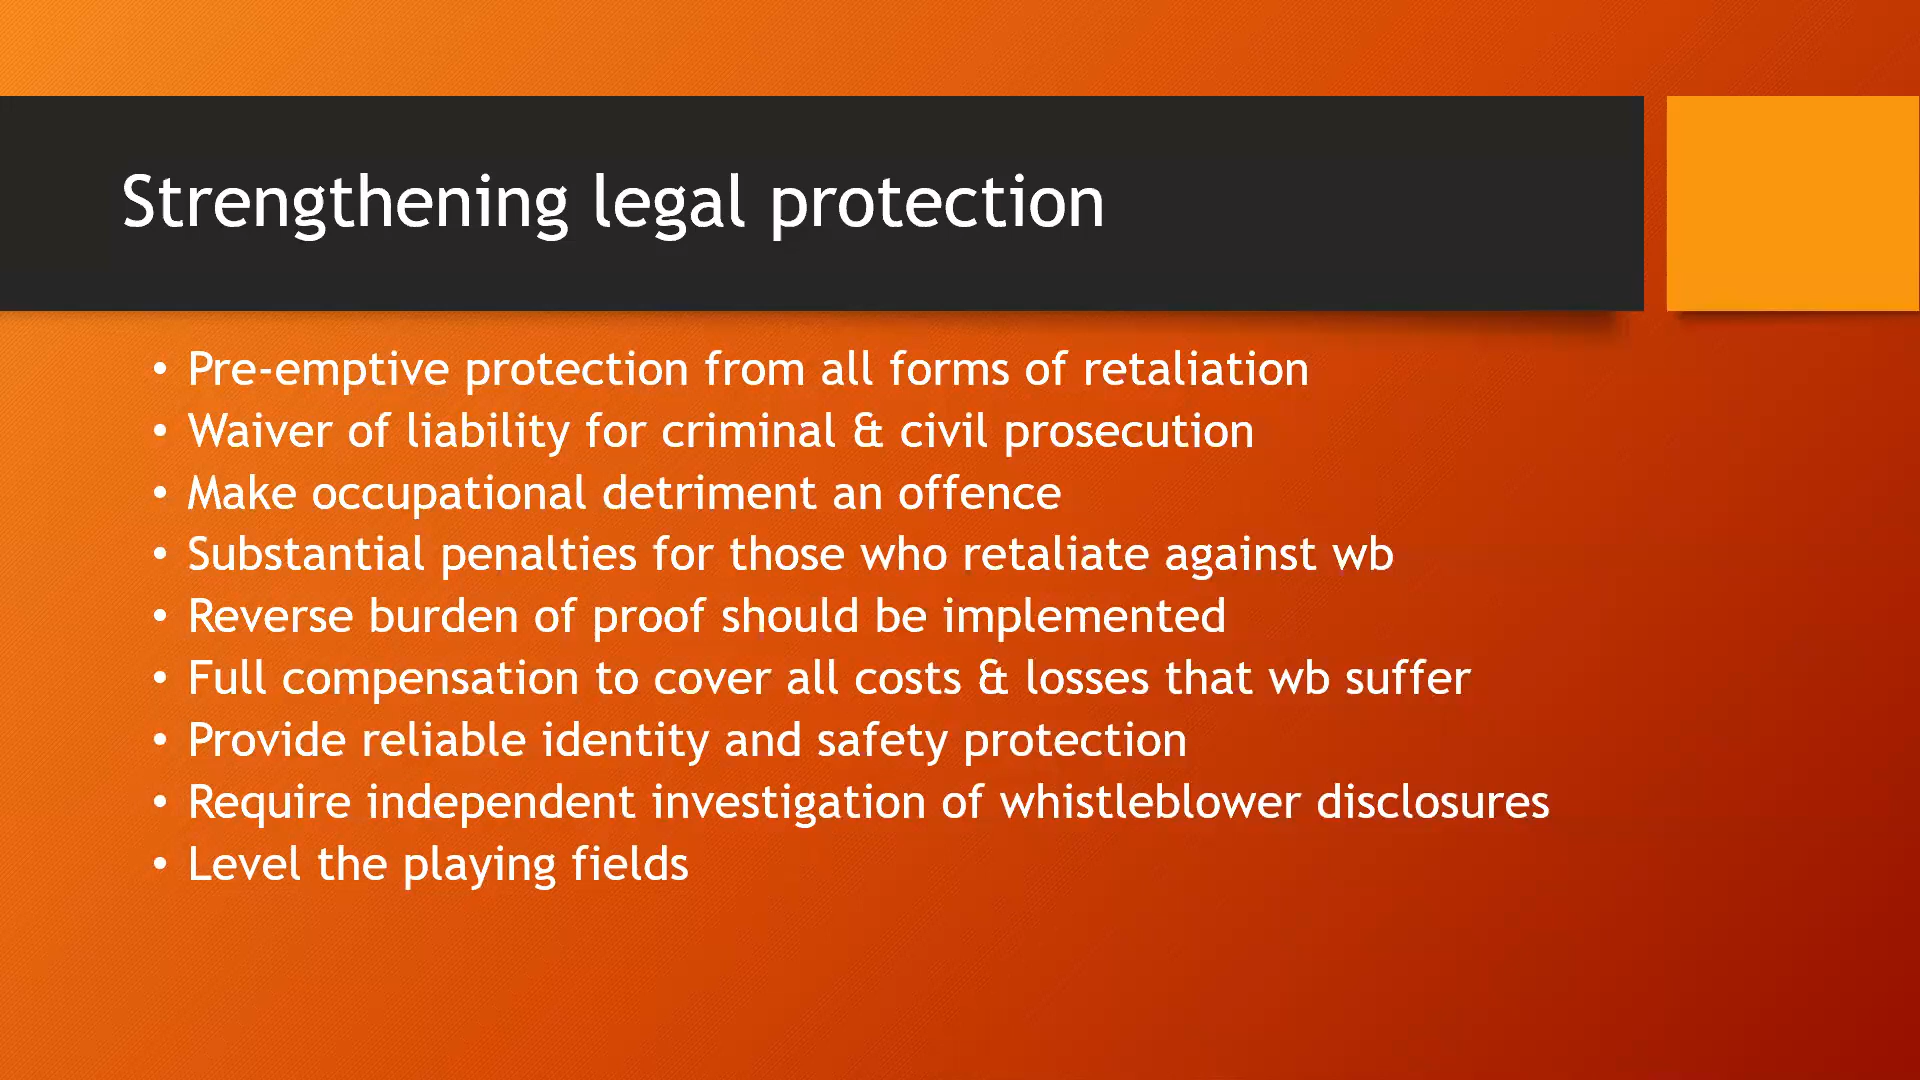 Strengthening legal protection
• Pre-emptive protection from all forms of retaliation
• Waiver of liability for criminal & civil prosecution
• Make occupational detriment an offence
• Substantial penalties for those who retaliate against wb
• Reverse burden of proof should be implemented
• Full compensation to cover all costs & losses that wb suffer
• Provide reliable identity and safety protection
• Require independent investigation of whistleblower disclosures
• Level the playing fields